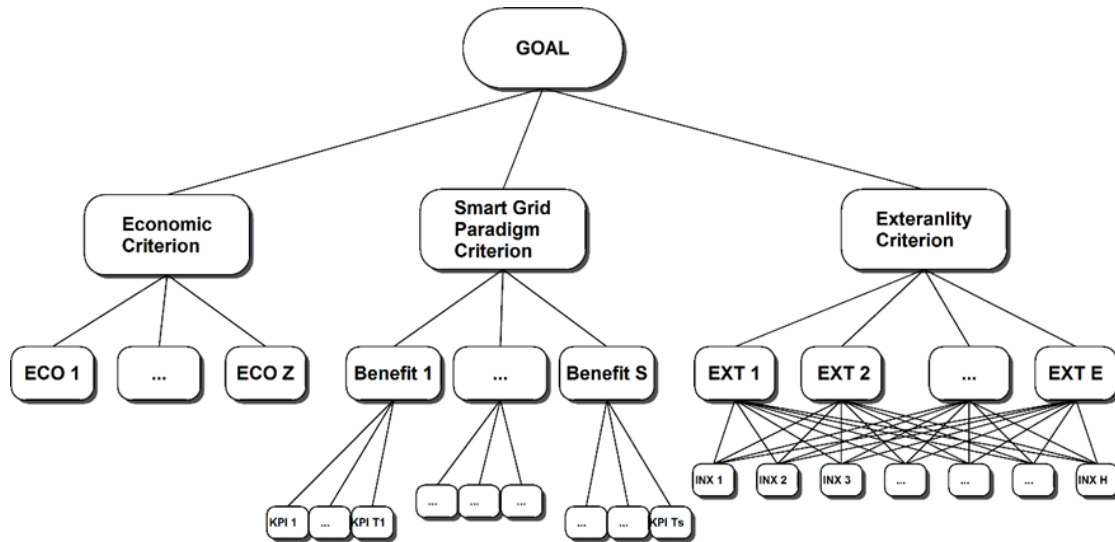 GOAL
Economic
Criterion
Smart Grid
Paradigm
Criterion
Exteranlity
Criterion
ECO 1
...
ECO Z
Benefit 1
...
Benefit S
EXT 1
EXT 2
...
EXT E
INX 1
INX 2
INX 3
...
...
...
INX H
...
...
...
KPI 1
...
KPI T1
...
...
KPI Ts